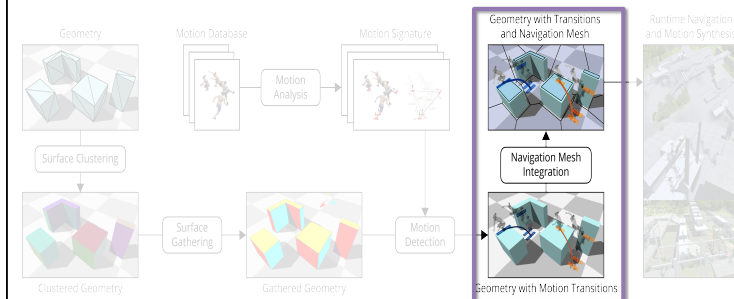 Geometry
Motion Database
Motion Signature
Geometry with Transitions
and Navigation Mesh
Runtime Navigation
and Motion Synthesis
Motion
Analysis
Surface Clustering
Navigation Mesh
Integration
Surface
Gathering
Motion
Detection
Clustered Geometry
Gathered Geometry
Geometry with Motion Transitions